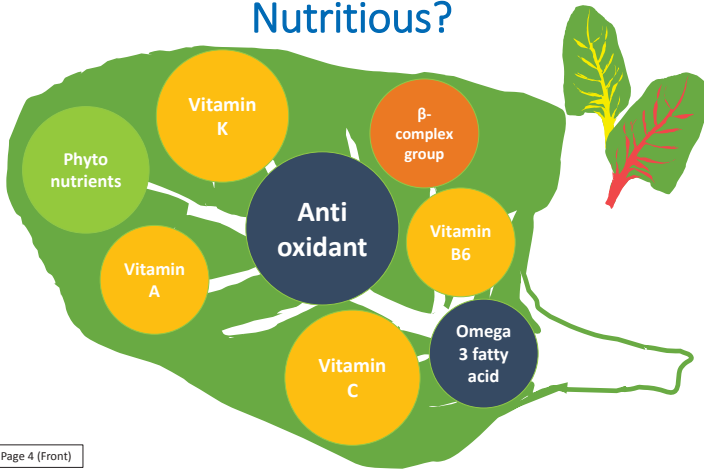 Nutritious?
Vitamin
K
β-
complex
group
Phyto
nutrients
Anti
oxidant
Vitamin
B6
Vitamin
A
Omega
3 fatty
acid
Vitamin
C
Page 4 (Front)